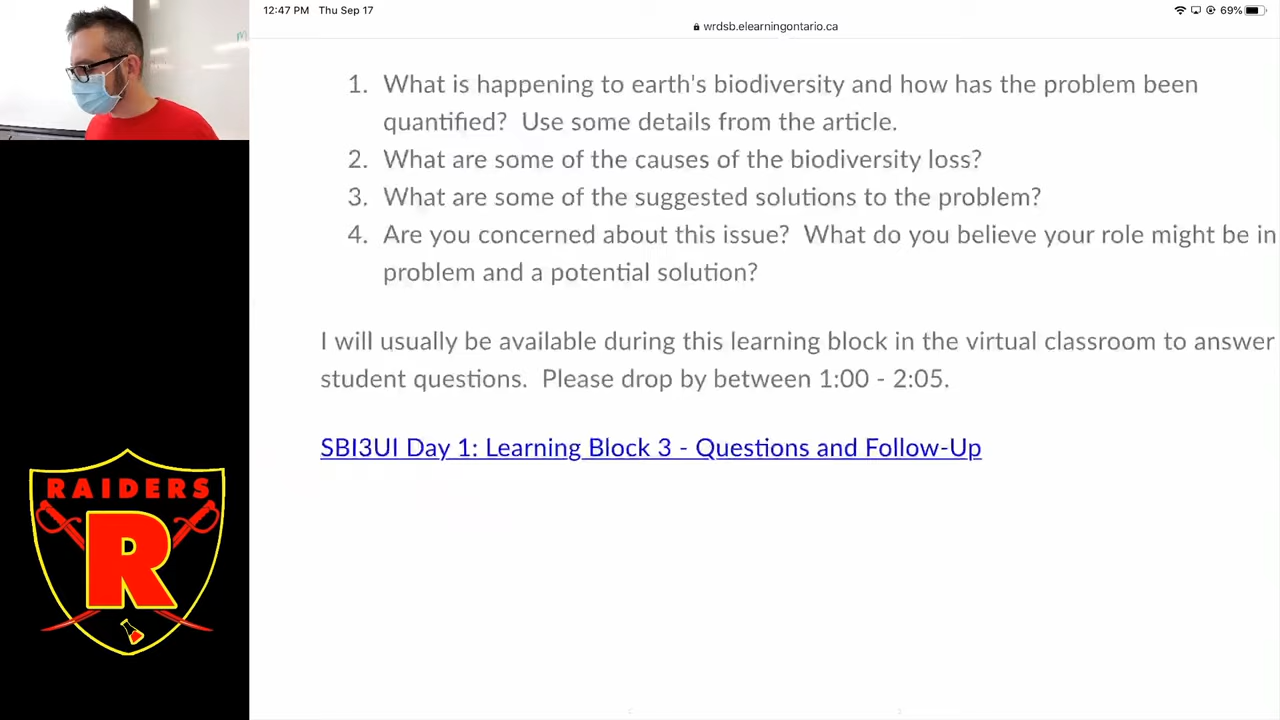 12:47 PM Thu Sep 17
69%
wrdsb.elearningontario.ca
1. What is happening to earth's biodiversity and how has the problem been
quantified? Use some details from the article.
2. What are some of the causes of the biodiversity loss?
3. What are some of the suggested solutions to the problem?
4. Are you concerned about this issue? What do you believe your role might be in
problem and a potential solution?
I will usually be available during this learning block in the virtual classroom to answer
student questions. Please drop by between 1:00 - 2:05.
SBI3UI Day 1: Learning Block 3 - Questions and Follow-Up
RAIDERS
R